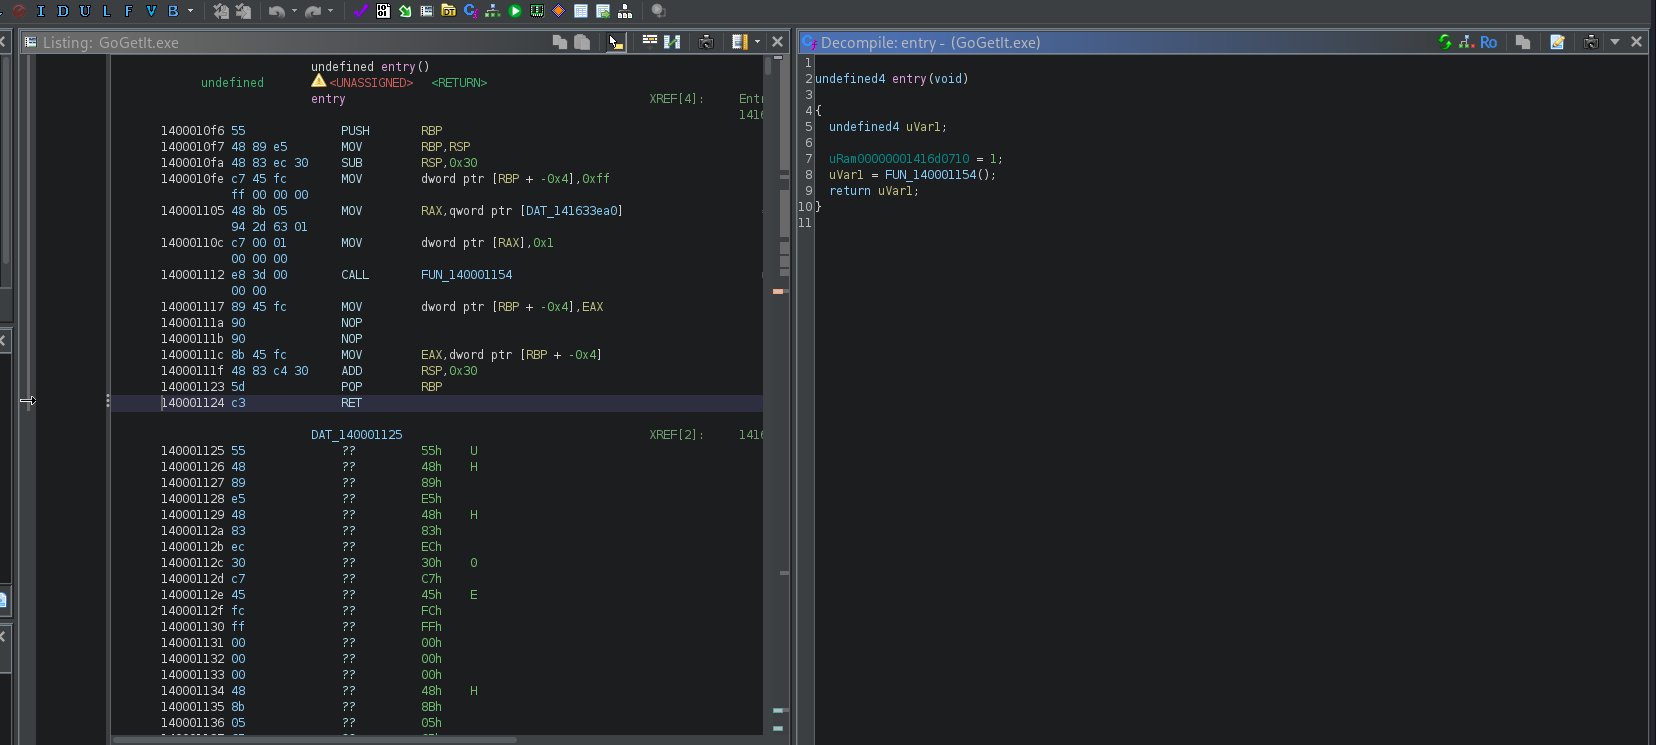 I D U L F V B
Listing: GoGetIt.exe
undefined entry()
undefined <UNASSIGNED> <RETURN>
entry XREF[4]: Entr
1416
1400010f6 55 PUSH RBP
1400010f7 48 89 e5 MOV RBP,RSP
1400010fa 48 83 ec 30 SUB RSP,0x30
1400010fe c7 45 fc MOV dword ptr [RBP + -0x4],0xff
ff 00 00 00
140001105 48 8b 05 MOV RAX,qword ptr [DAT_141633ea0]
94 2d 63 01
14000110c c7 00 01 MOV dword ptr [RAX],0x1
00 00 00
140001112 e8 3d 00 CALL FUN_140001154
00 00
140001117 89 45 fc MOV dword ptr [RBP + -0x4],EAX
14000111a 90 NOP
14000111b 90 NOP
14000111c 8b 45 fc MOV EAX,dword ptr [RBP + -0x4]
14000111f 48 83 c4 30 ADD RSP,0x30
140001123 5d POP RBP
140001124 c3 RET
DAT_140001125 XREF[2]: 1416
140001125 55 ?? 55h U
140001126 48 ?? 48h H
140001127 89 ?? 89h
140001128 e5 ?? E5h
140001129 48 ?? 48h H
14000112a 83 ?? 83h
14000112b ec ?? ECh
14000112c 30 ?? 30h 0
14000112d c7 ?? C7h
14000112e 45 ?? 45h E
14000112f fc ?? FCh
140001130 ff ?? FFh
140001131 00 ?? 00h
140001132 00 ?? 00h
140001133 00 ?? 00h
140001134 48 ?? 48h H
140001135 8b ?? 8Bh
140001136 05 ?? 05h
Decompile: entry - (GoGetIt.exe)
Ro
1
2 undefined4 entry(void)
3
4 {
5 undefined4 uVar1;
6
7 uRam00000001416d0710 = 1;
8 uVar1 = FUN_140001154();
9 return uVar1;
10 }
11